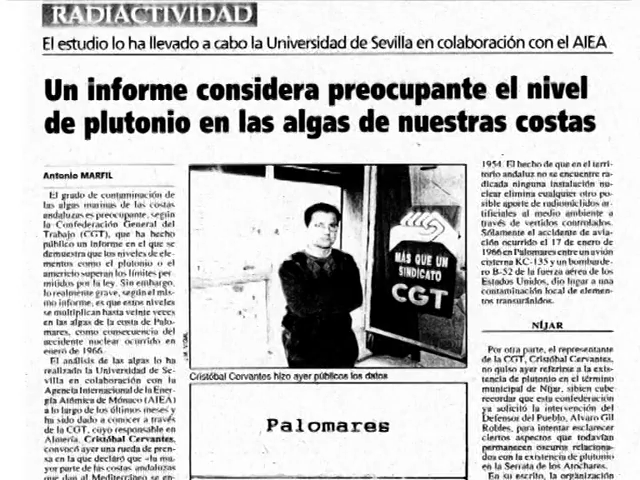 RADIACTIVIDAD
El estudio lo ha llevado a cabo la Universidad de Sevilla en colaboración con el AIEA
Un informe considera preocupante el nivel
de plutonio en las algas de nuestras costas
Antonio MARFIL
El grado de contaminación de
las algas marinas de las costas
andaluzas es preocupante, según
la Confederación General del
Trabajo (CGT), que ha hecho
público un informe en el que se
demuestra que los niveles de ele-
mentos como el plutonio o el
americio superan los límites per-
mitidos por la ley. Sin embargo,
lo realmente grave, según el mis-
mo informe, es que estos niveles
se multiplican hasta veinte veces
en las algas de la costa de Palo-
mares, como consecuencia del
accidente nuclear ocurrido en
enero de 1966.
El análisis de las algas lo ha
realizado la Universidad de Se-
villa en colaboración con la
Agencia Internacional de la Ener-
gía Atómica de Mónaco (AIEA)
a lo largo de los últimos meses y
ha sido dado a conocer a través
de la CGT, cuyo responsable en
Almería, Cristóbal Cervantes,
convocó ayer una rueda de pren-
sa en la que declaró que «la ma-
yor parte de las costas andaluzas
que dan al Mediterráneo se en-
MÁS QUE UN
SINDICATO
CGT
J.M. VIDAL
Cristóbal Cervantes hizo ayer públicos los datos
Palomares
1954. El hecho de que en el terri-
torio andaluz no se encuentre ra-
dicada ninguna instalación nu-
clear elimina cualquier otro po-
sible aporte de radionúclidos ar-
tificiales al medio ambiente a
través de vertidos controlados.
Sólamente el accidente de avia-
ción ocurrido el 17 de enero de
1966 en Palomares entre un avión
cisterna KC-135 y un bombarde-
ro B-52 de la fuerza aérea de los
Estados Unidos, dio lugar a una
contaminación local de elemen-
tos transuránidos.
NÍJAR
Por otra parte, el representante
de la CGT, Cristóbal Cervantes,
no quiso ayer referirse a la exis-
tencia de plutonio en el término
municipal de Níjar, si bien cabe
recordar que esta confederación
ya solicitó la intervención del
Defensor del Pueblo, Alvaro Gil
Robles, para intentar esclarecer
ciertos aspectos que todavían
permanecen oscuros relaciona-
dos con la existencia de plutonio
en la Serrata de los Atochares.
En su escrito, la organización